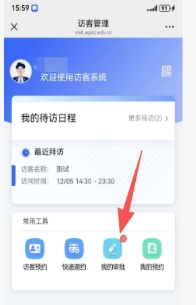 15:59
访客管理
visit.aqvtc.edu.cn
欢迎使用访客系统
我的待访日程
更多待访(2) >
最近拜访
访客名称： 测试
访问时间： 12/05 14:30 - 23:30
常用工具
访客预约 快速邀约 我的审批 我的预约